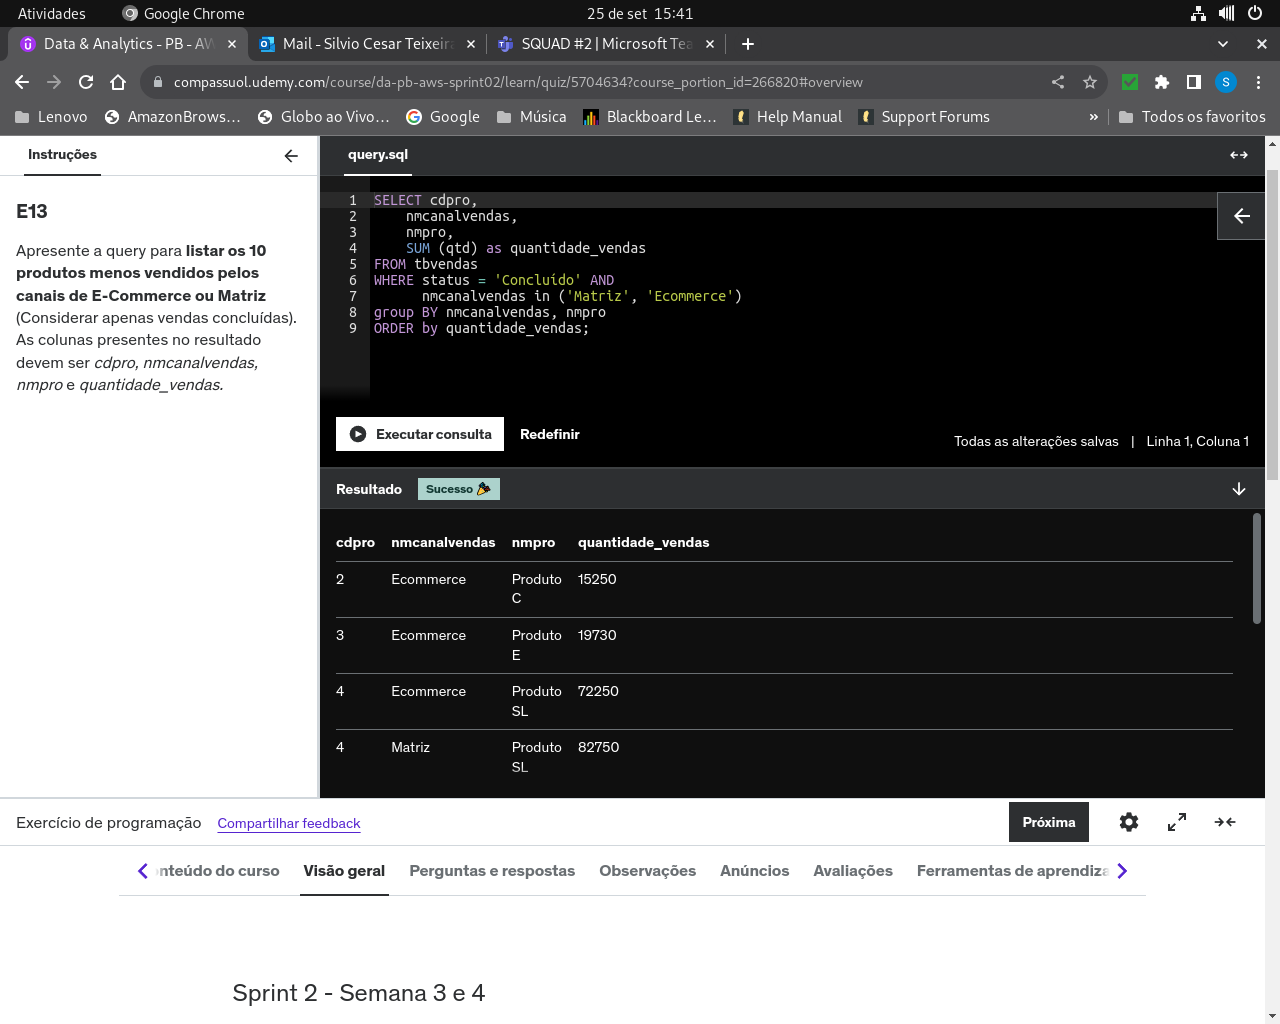 Atividades
Google Chrome
25 de set 15:41
Data & Analytics - PB - AW
Mail - Silvio Cesar Teixeira
SQUAD #2 | Microsoft Tea
compassuol.udemy.com/course/da-pb-aws-sprint02/learn/quiz/5704634?course_portion_id=266820#overview
S
Lenovo
AmazonBrows...
Globo ao Vivo...
Google
Música
Blackboard Le...
Help Manual
Support Forums
»
Todos os favoritos
Instruções
query.sql
E13
Apresente a query para listar os 10
produtos menos vendidos pelos
canais de E-Commerce ou Matriz
(Considerar apenas vendas concluídas).
As colunas presentes no resultado
devem ser cdpro, nmcanalvendas,
nmpro e quantidade_vendas.
1 SELECT cdpro,
2 nmcanalvendas,
3 nmpro,
4 SUM (qtd) as quantidade_vendas
5 FROM tbvendas
6 WHERE status = 'Concluído' AND
7 nmcanalvendas in ('Matriz', 'Ecommerce')
8 group BY nmcanalvendas, nmpro
9 ORDER by quantidade_vendas;
Executar consulta
Redefinir
Todas as alterações salvas | Linha 1, Coluna 1
Resultado
Sucesso
cdpro nmcanalvendas nmpro quantidade_vendas
2 Ecommerce Produto 15250
C
3 Ecommerce Produto 19730
E
4 Ecommerce Produto 72250
SL
4 Matriz Produto 82750
SL
Exercício de programação
Compartilhar feedback
Próxima
nteúdo do curso
Visão geral
Perguntas e respostas
Observações
Anúncios
Avaliações
Ferramentas de aprendiza
Sprint 2 - Semana 3 e 4